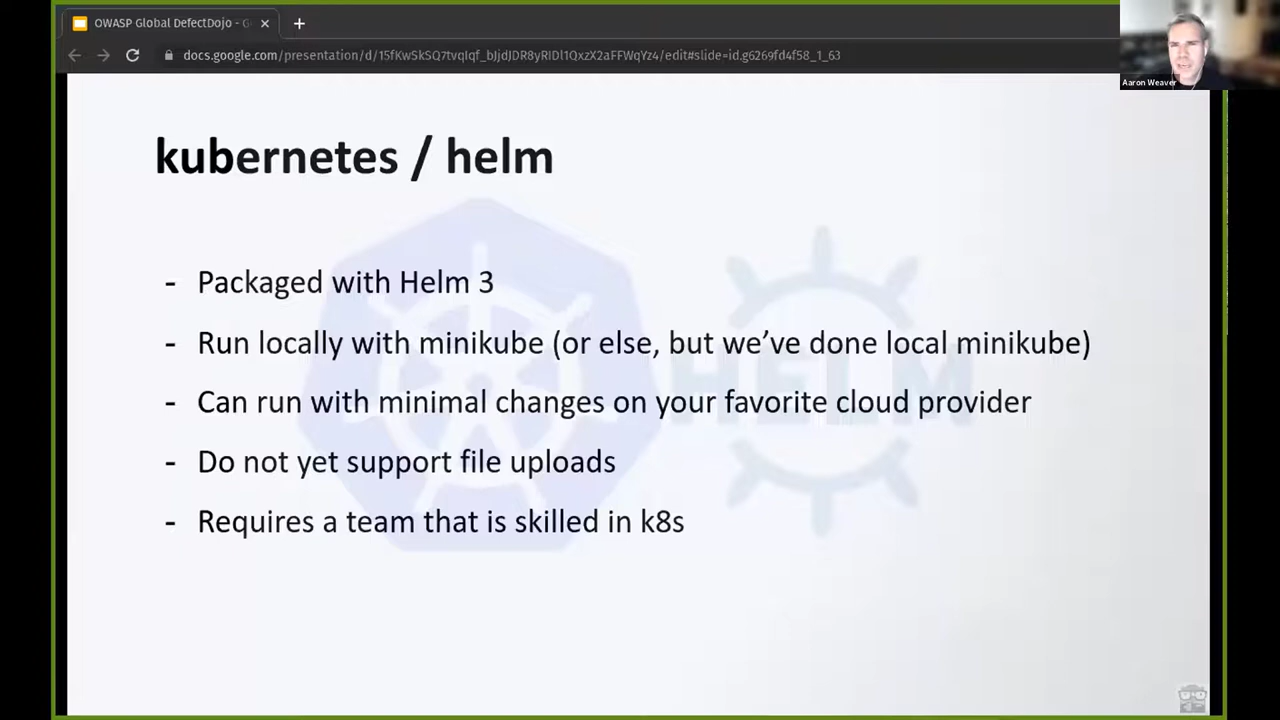 OWASP Global DefectDojo - G
docs.google.com/presentation/d/15fKwSkSQ7tvqIqf_bJjdJDR8yRIDl1QxzX2aFFWqYz4/edit#slide=id.g6269fd4f58_1_63
Aaron Weaver
kubernetes / helm
- Packaged with Helm 3
- Run locally with minikube (or else, but we’ve done local minikube)
- Can run with minimal changes on your favorite cloud provider
- Do not yet support file uploads
- Requires a team that is skilled in k8s
HELM